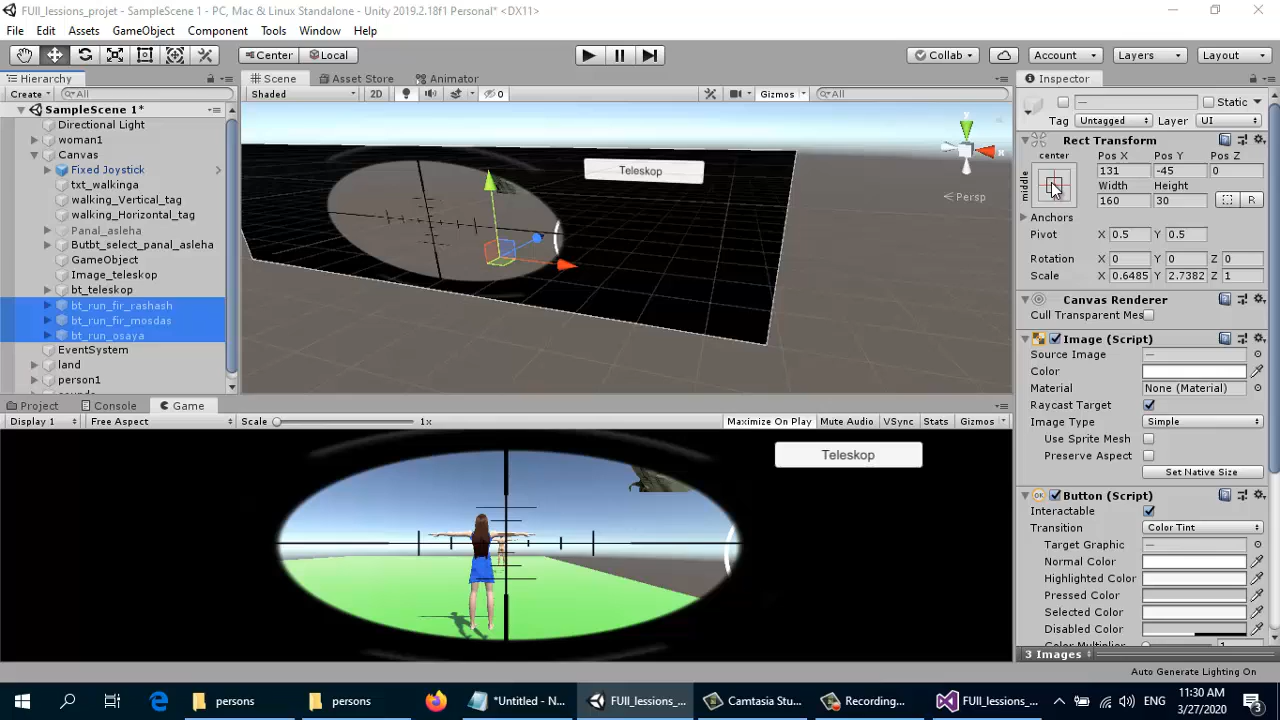 FUll_lessions_projet - SampleScene 1 - PC, Mac & Linux Standalone - Unity 2019.2.18f1 Personal* <DX11>
File Edit Assets GameObject Component Tools Window Help
Center Local Collab Account Layers Layout
Hierarchy Scene Asset Store Animator Inspector
Create All Shaded 2D 0 Gizmos All — Static
SampleScene 1* Tag Untagged Layer UI
Directional Light
woman1
Canvas
Fixed Joystick
txt_walkinga
walking_Vertical_tag
walking_Horizontal_tag
Panal_asleha
Butbt_select_panal_asleha
GameObject
Image_teleskop
bt_teleskop
bt_run_fir_rashash
bt_run_fir_mosdas
bt_run_osaya
EventSystem
land
person1
Teleskop
y
x
Persp
Rect Transform
center Pos X Pos Y Pos Z
middle 131 -45 0
Width Height
160 30 R
Anchors
Pivot X 0.5 Y 0.5
Rotation X 0 Y 0 Z 0
Scale X 0.6485 Y 2.7382 Z 1
Canvas Renderer
Cull Transparent Mes
Image (Script)
Source Image —
Color
Material None (Material)
Raycast Target
Image Type Simple
Use Sprite Mesh
Preserve Aspect
Set Native Size
Button (Script)
Interactable
Transition Color Tint
Target Graphic —
Normal Color
Highlighted Color
Pressed Color
Selected Color
Disabled Color
3 Images
Project Console Game
Display 1 Free Aspect Scale 1x Maximize On Play Mute Audio VSync Stats Gizmos
Teleskop
Auto Generate Lighting On
persons persons *Untitled - N... FUll_lessions_... Camtasia Stu... Recording... FUll_lessions_... ENG 11:30 AM
3/27/2020 3